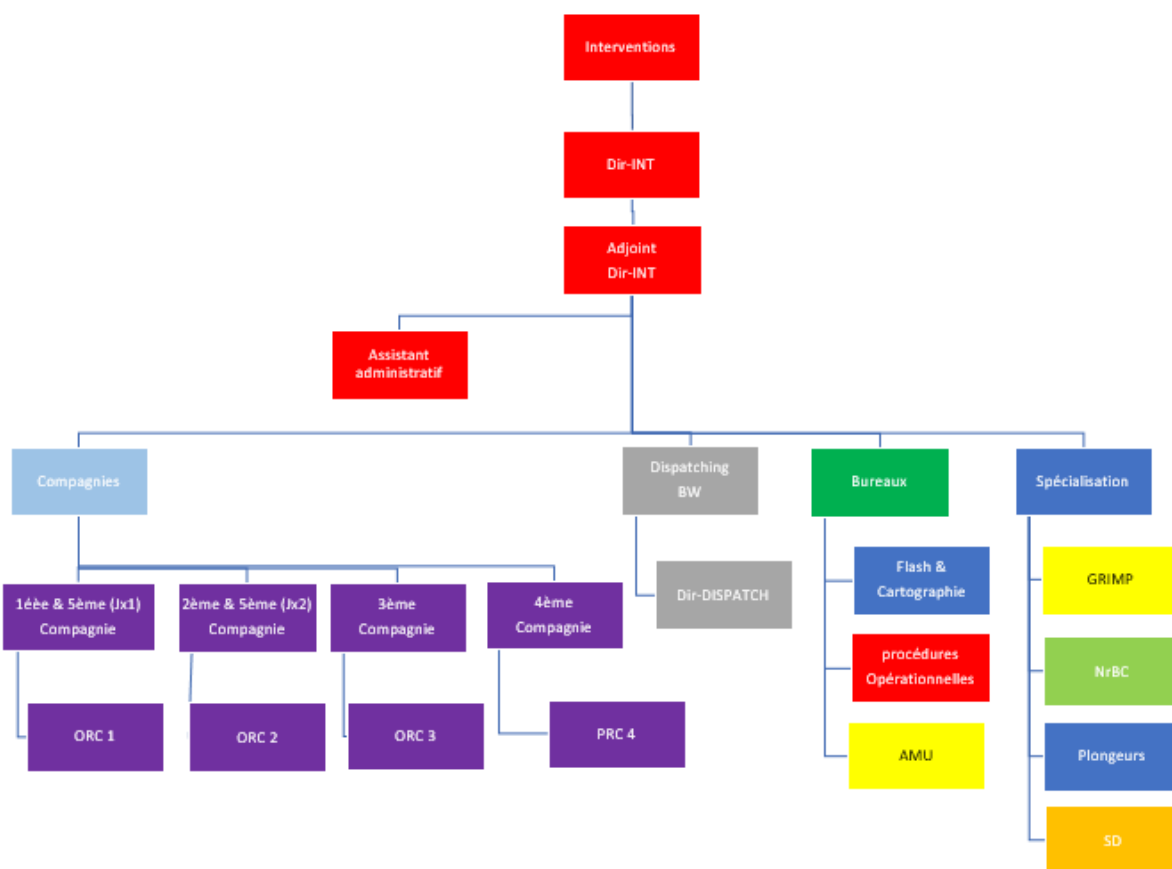 Interventions
Dir-INT
Adjoint
Dir-INT
Assistant
administratif
Compagnies
Dispatching
BW
Bureaux
Spécialisation
1éèe & 5ème (Jx1)
Compagnie
2ème & 5ème (Jx2)
Compagnie
3ème
Compagnie
4ème
Compagnie
Dir-DISPATCH
Flash &
Cartographie
GRIMP
procédures
Opérationnelles
NrBC
ORC 1
ORC 2
ORC 3
PRC 4
AMU
Plongeurs
SD